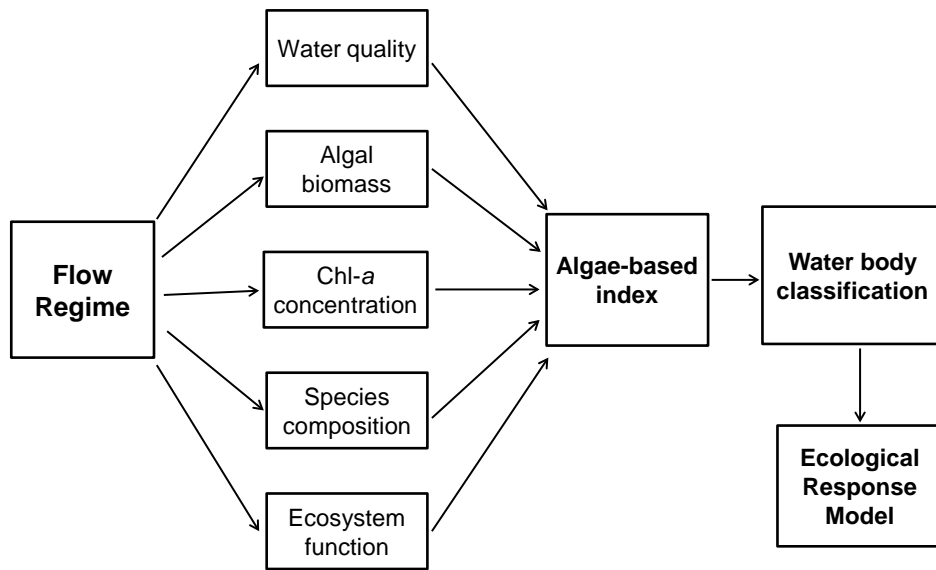 Water quality
Algal
biomass
Flow
Regime
Chl-a
concentration
Species
composition
Ecosystem
function
Algae-based
index
Water body
classification
Ecological
Response
Model